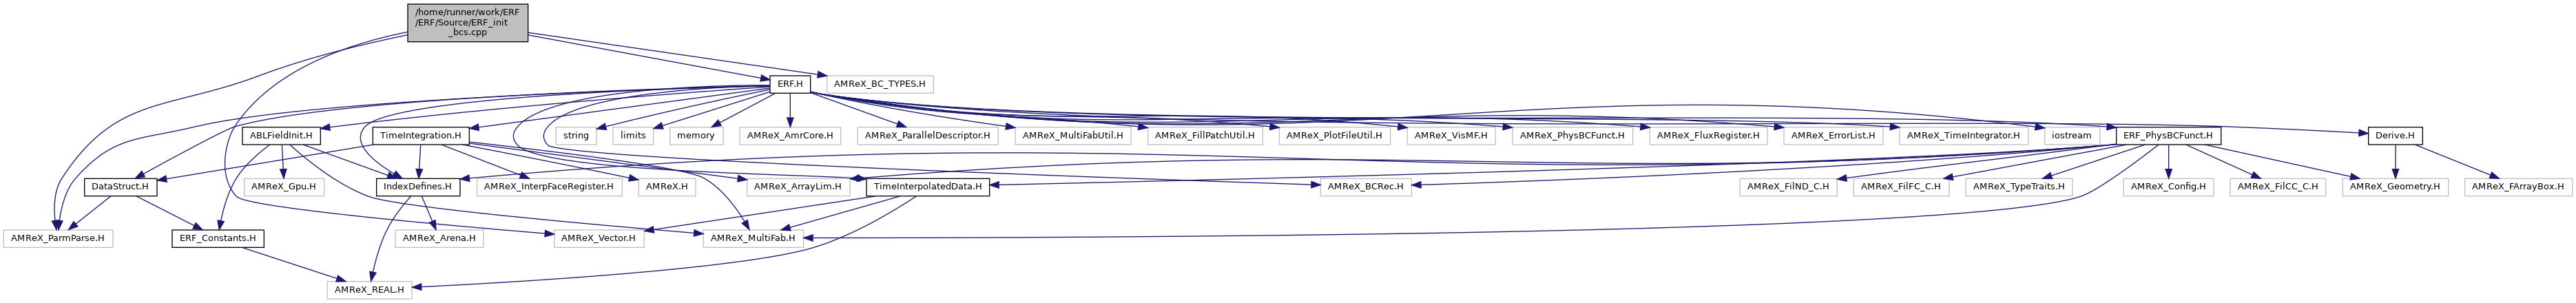 /home/runner/work/ERF
/ERF/Source/ERF_init
_bcs.cpp
ERF.H
AMReX_BC_TYPES.H
ABLFieldInit.H
TimeIntegration.H
string
limits
memory
AMReX_AmrCore.H
AMReX_ParallelDescriptor.H
AMReX_MultiFabUtil.H
AMReX_FillPatchUtil.H
AMReX_PlotFileUtil.H
AMReX_VisMF.H
AMReX_PhysBCFunct.H
AMReX_FluxRegister.H
AMReX_ErrorList.H
AMReX_TimeIntegrator.H
iostream
ERF_PhysBCFunct.H
Derive.H
DataStruct.H
AMReX_Gpu.H
IndexDefines.H
AMReX_InterpFaceRegister.H
AMReX.H
AMReX_ArrayLim.H
TimeInterpolatedData.H
AMReX_BCRec.H
AMReX_FilND_C.H
AMReX_FilFC_C.H
AMReX_TypeTraits.H
AMReX_Config.H
AMReX_FilCC_C.H
AMReX_Geometry.H
AMReX_FArrayBox.H
AMReX_ParmParse.H
ERF_Constants.H
AMReX_Arena.H
AMReX_Vector.H
AMReX_MultiFab.H
AMReX_REAL.H